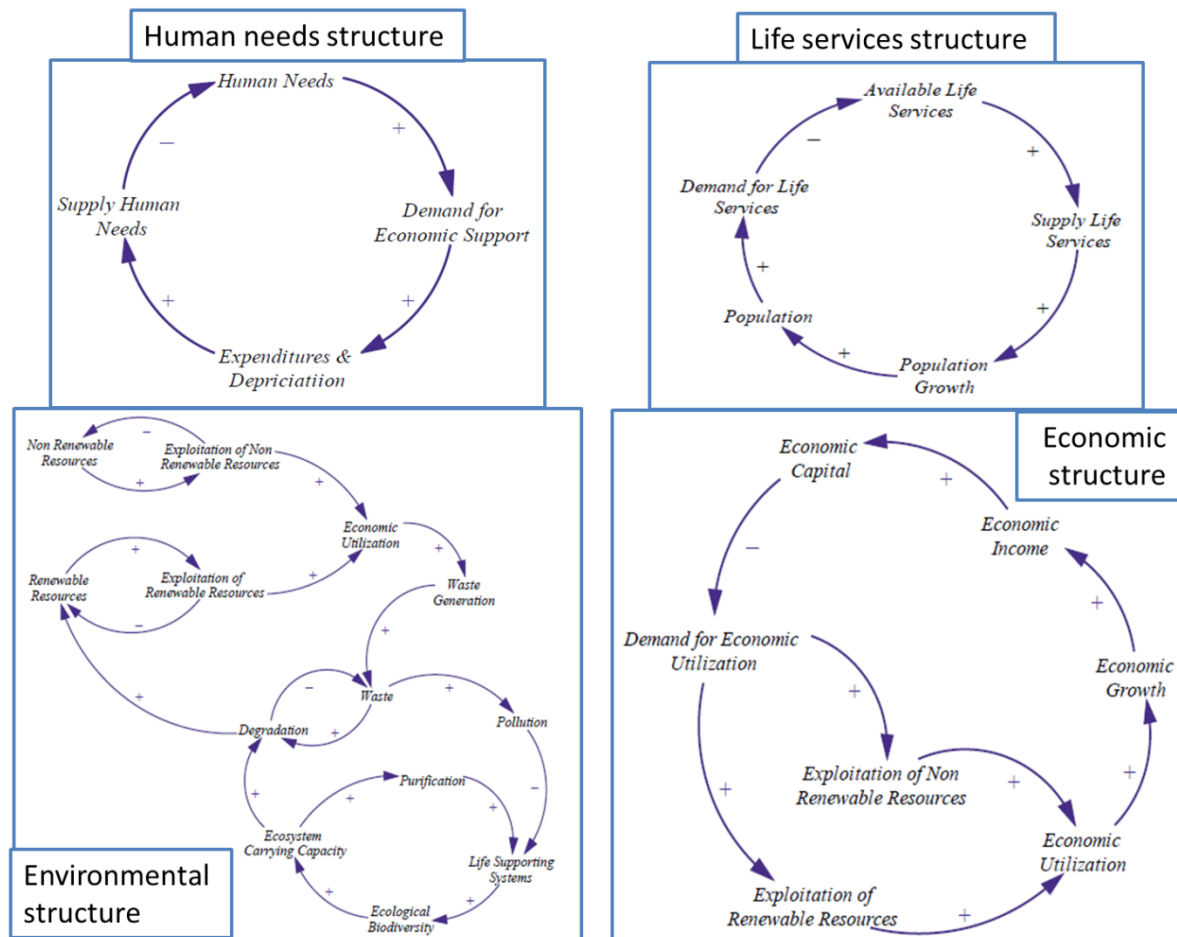 Human needs structure
Human Needs
+
−
Supply Human
Needs
Demand for
Economic Support
+
+
Expenditures &
Depriciatiion
Life services structure
Available Life
Services
−
+
Demand for Life
Services
Supply Life
Services
+
+
Population
+
Population
Growth
Non Renewable
Resources
−
Exploitation of Non
Renewable Resources
+
+
Economic
Utilization
+
+
Renewable
Resources
Exploitation of
Renewable Resources
+
−
Waste
Generation
+
+
−
Waste
+
Degradation
+
Pollution
Purification
−
+
+
+
Ecosystem
Carrying Capacity
Life Supporting
Systems
+
+
Ecological
Biodiversity
Environmental
structure
Economic
structure
Economic
Capital
+
Economic
Income
−
+
Demand for Economic
Utilization
+
Economic
Growth
+
Exploitation of Non
Renewable Resources
+
+
Economic
Utilization
Exploitation of
Renewable Resources
+